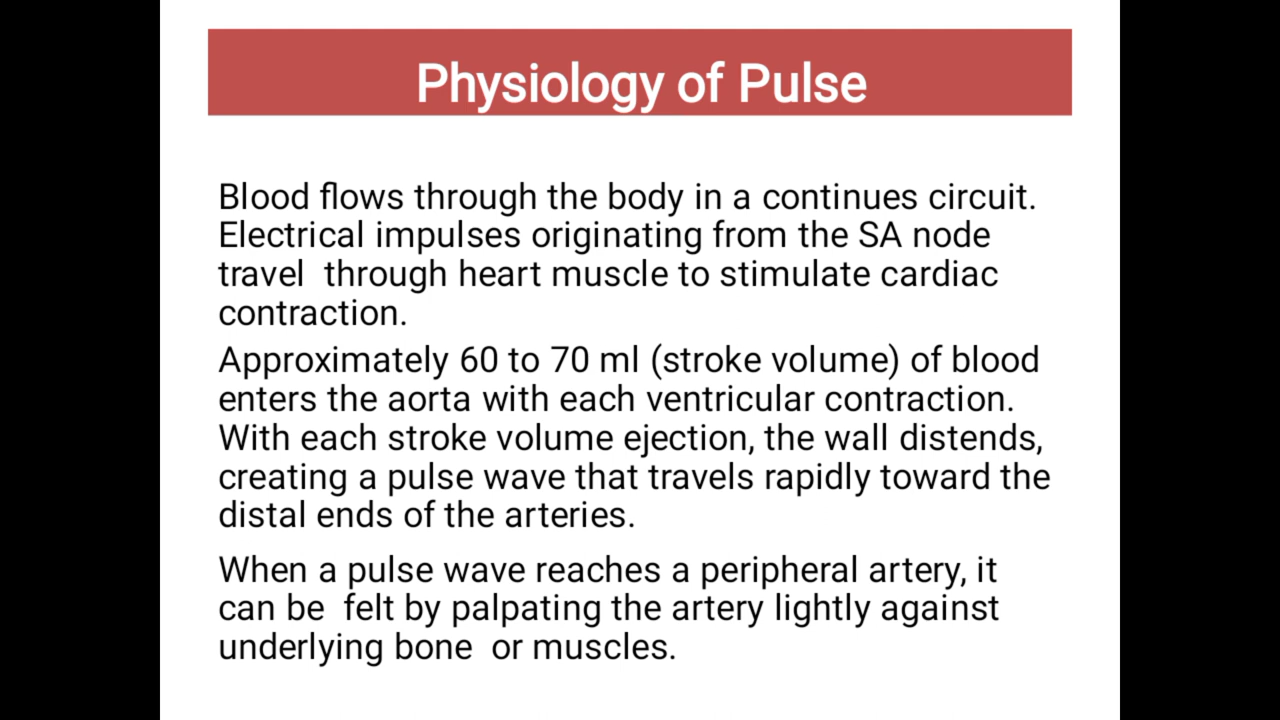 Physiology of Pulse
Blood flows through the body in a continues circuit.
Electrical impulses originating from the SA node
travel  through heart muscle to stimulate cardiac
contraction.
Approximately 60 to 70 ml (stroke volume) of blood
enters the aorta with each ventricular contraction.
With each stroke volume ejection, the wall distends,
creating a pulse wave that travels rapidly toward the
distal ends of the arteries.
When a pulse wave reaches a peripheral artery, it
can be  felt by palpating the artery lightly against
underlying bone  or muscles.